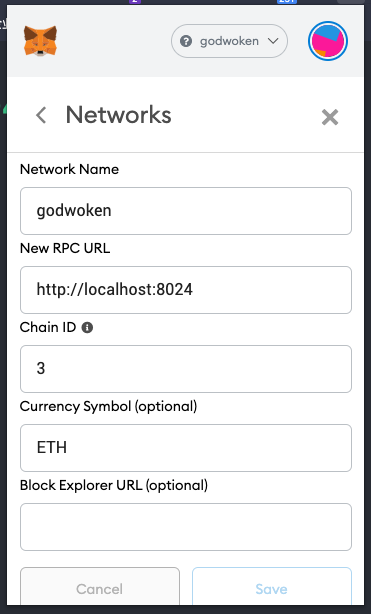 godwoken
Networks
Network Name
godwoken
New RPC URL
http://localhost:8024
Chain ID
3
Currency Symbol (optional)
ETH
Block Explorer URL (optional)
Cancel
Save